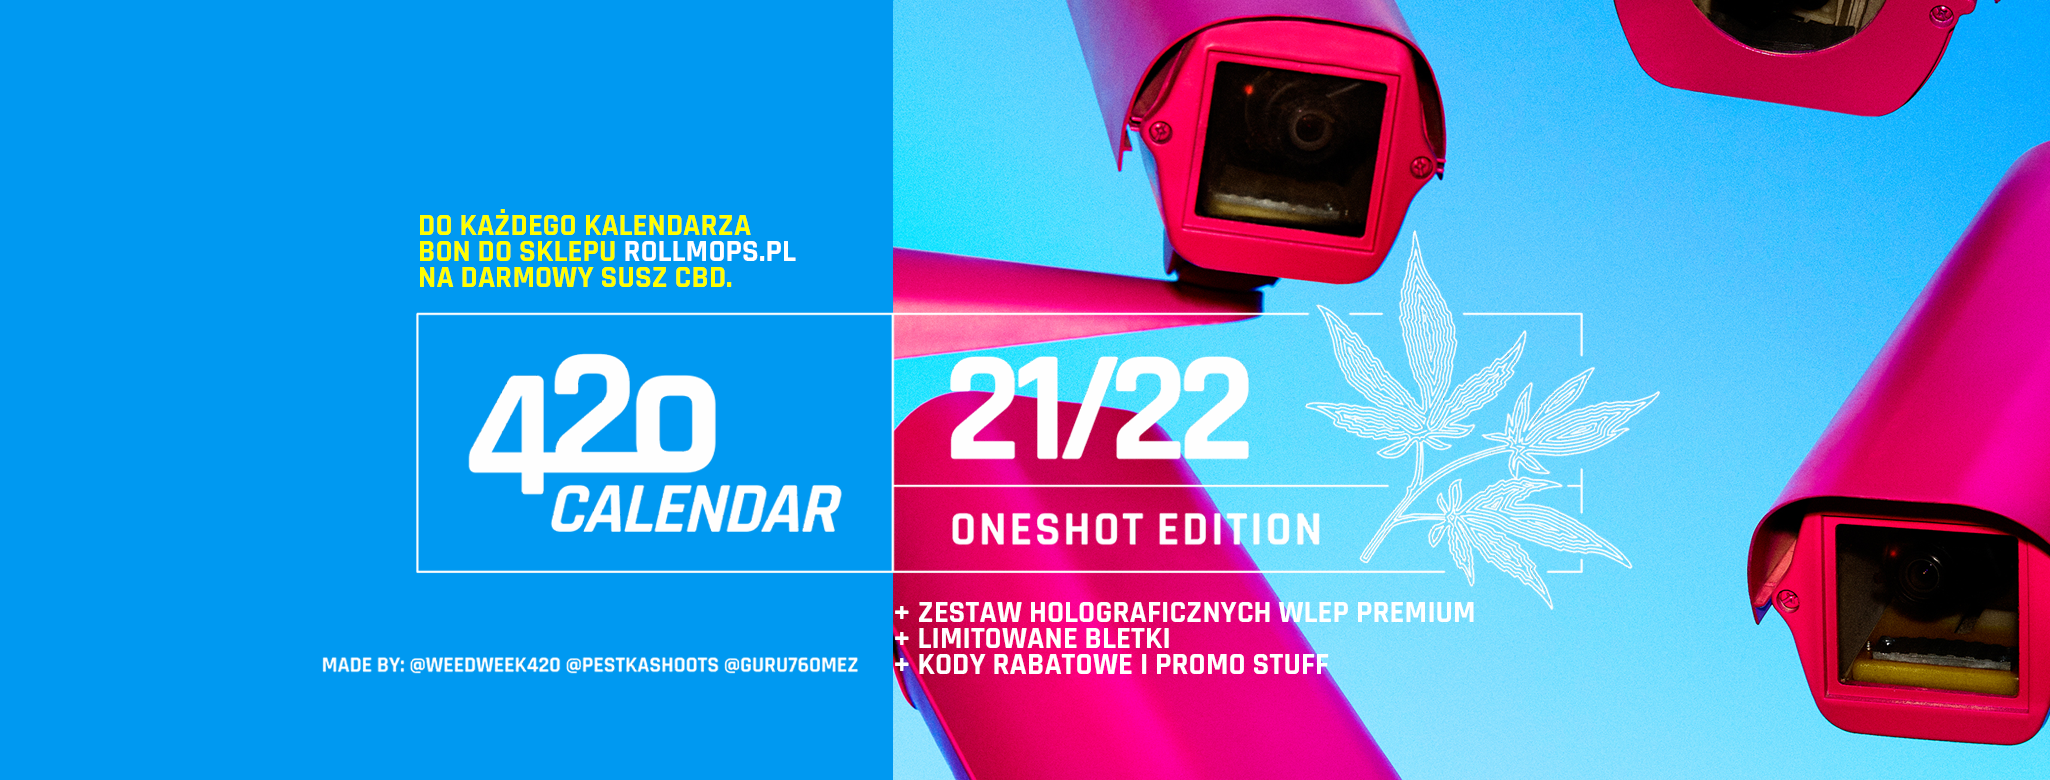 DO KAŻDEGO KALENDARZA
BON DO SKLEPU ROLLMOPS.PL
NA DARMOWY SUSZ CBD.
420
CALENDAR
21/22
ONESHOT EDITION
+ ZESTAW HOLOGRAFICZNYCH WLEP PREMIUM
+ LIMITOWANE BLETKI
+ KODY RABATOWE I PROMO STUFF
MADE BY: @WEEDWEEK420 @PESTKASHOOTS @GURU760MEZ